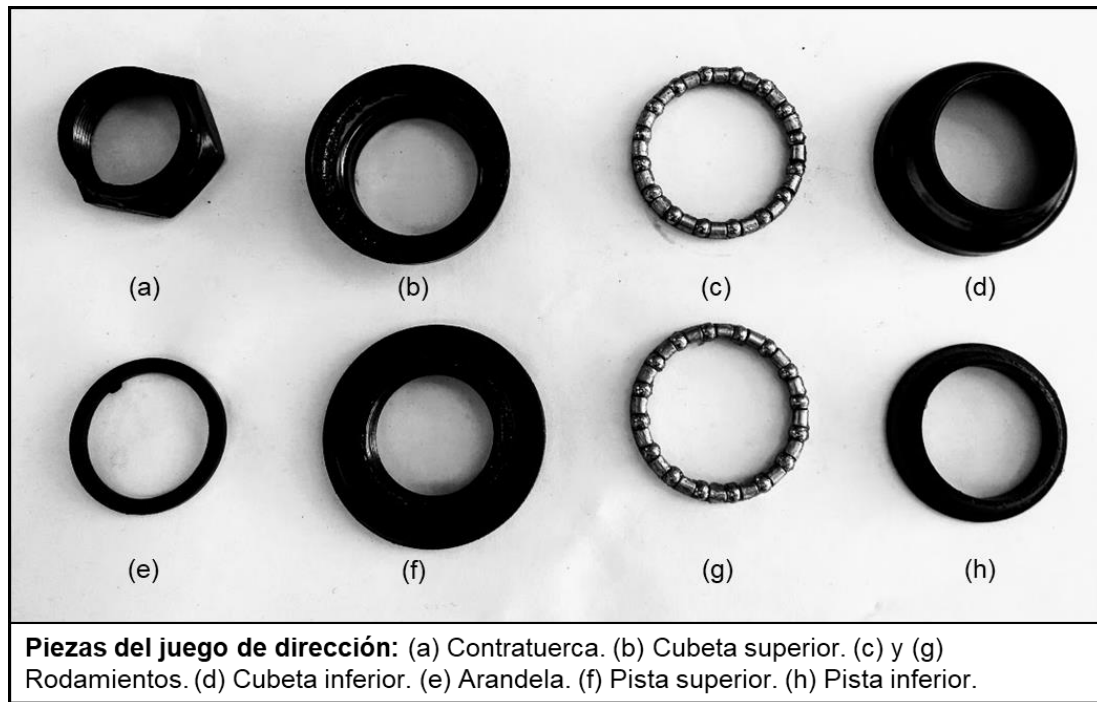 (a) (b) (c) (d)
(e) (f) (g) (h)
Piezas del juego de dirección: (a) Contratuerca. (b) Cubeta superior. (c) y (g)
Rodamientos. (d) Cubeta inferior. (e) Arandela. (f) Pista superior. (h) Pista inferior.